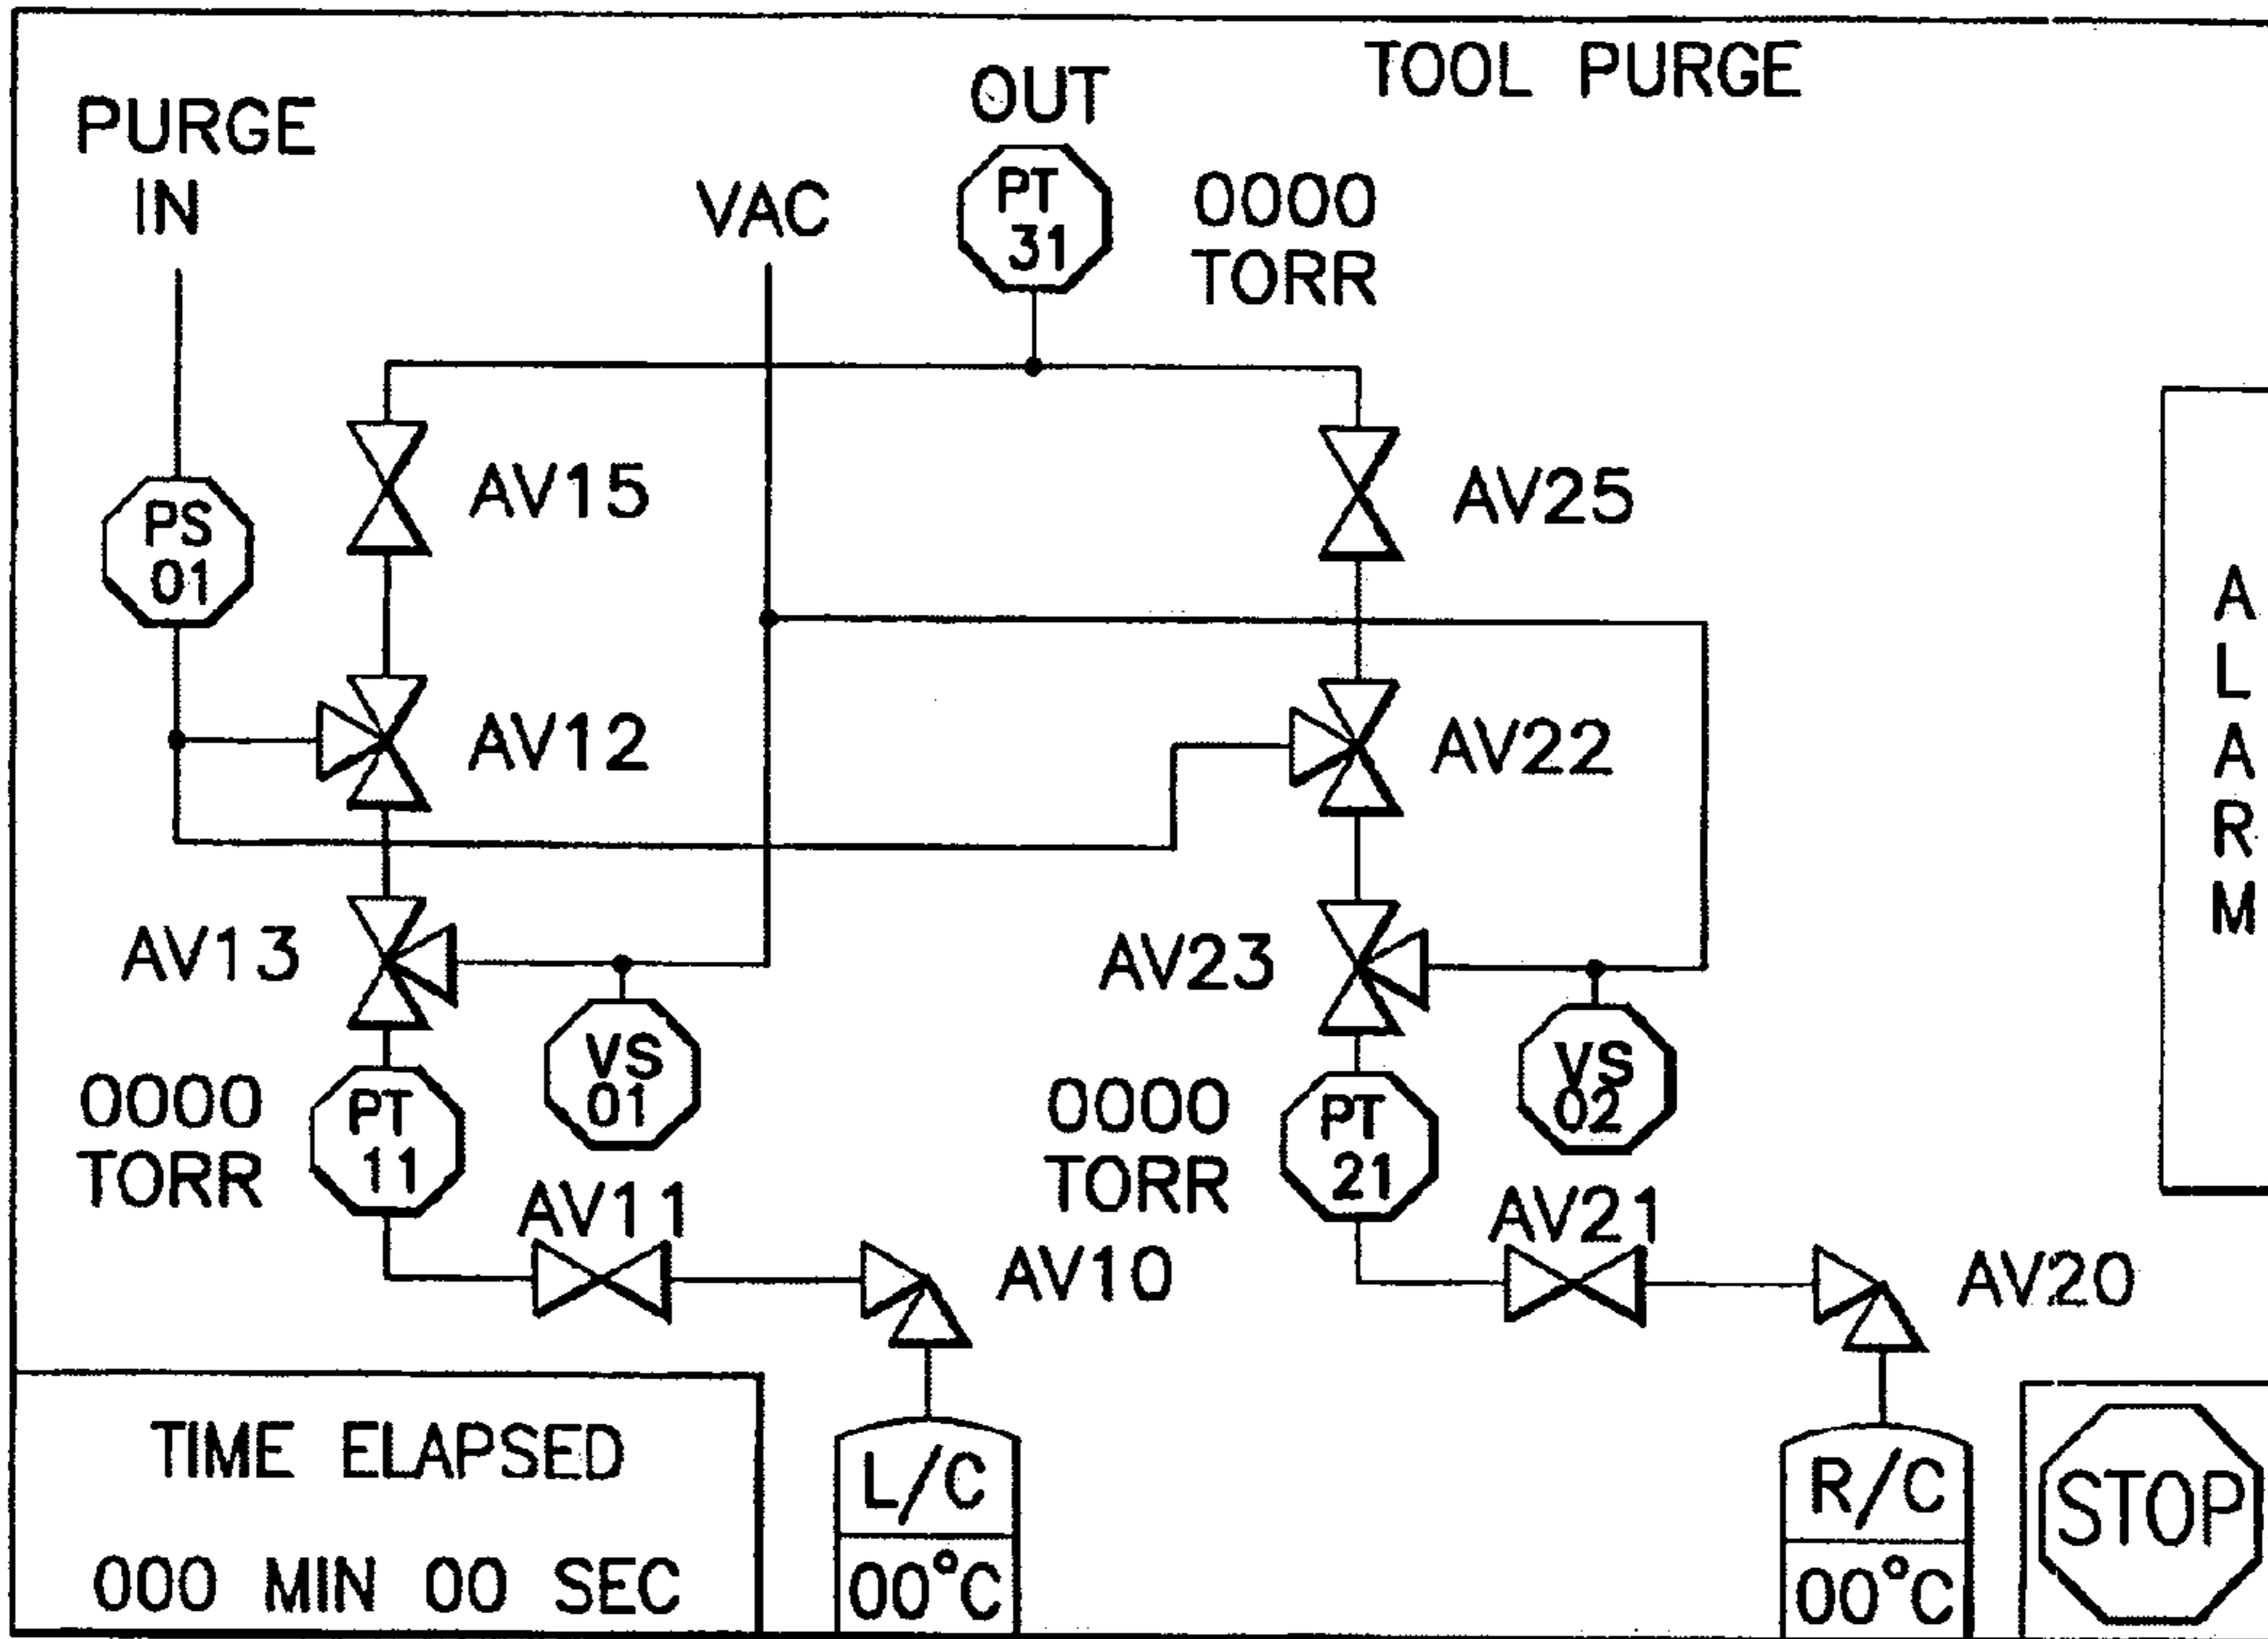 TOOL PURGE
PURGE
IN
VAC
OUT
PT
31
0000
TORR
PS
01
AV15
AV25
AV12
AV22
AV13
AV23
VS
01
VS
02
0000
TORR
PT
11
0000
TORR
PT
21
AV11
AV10
AV21
AV20
A
L
A
R
M
TIME ELAPSED
000 MIN 00 SEC
L/C
00°C
R/C
00°C
STOP